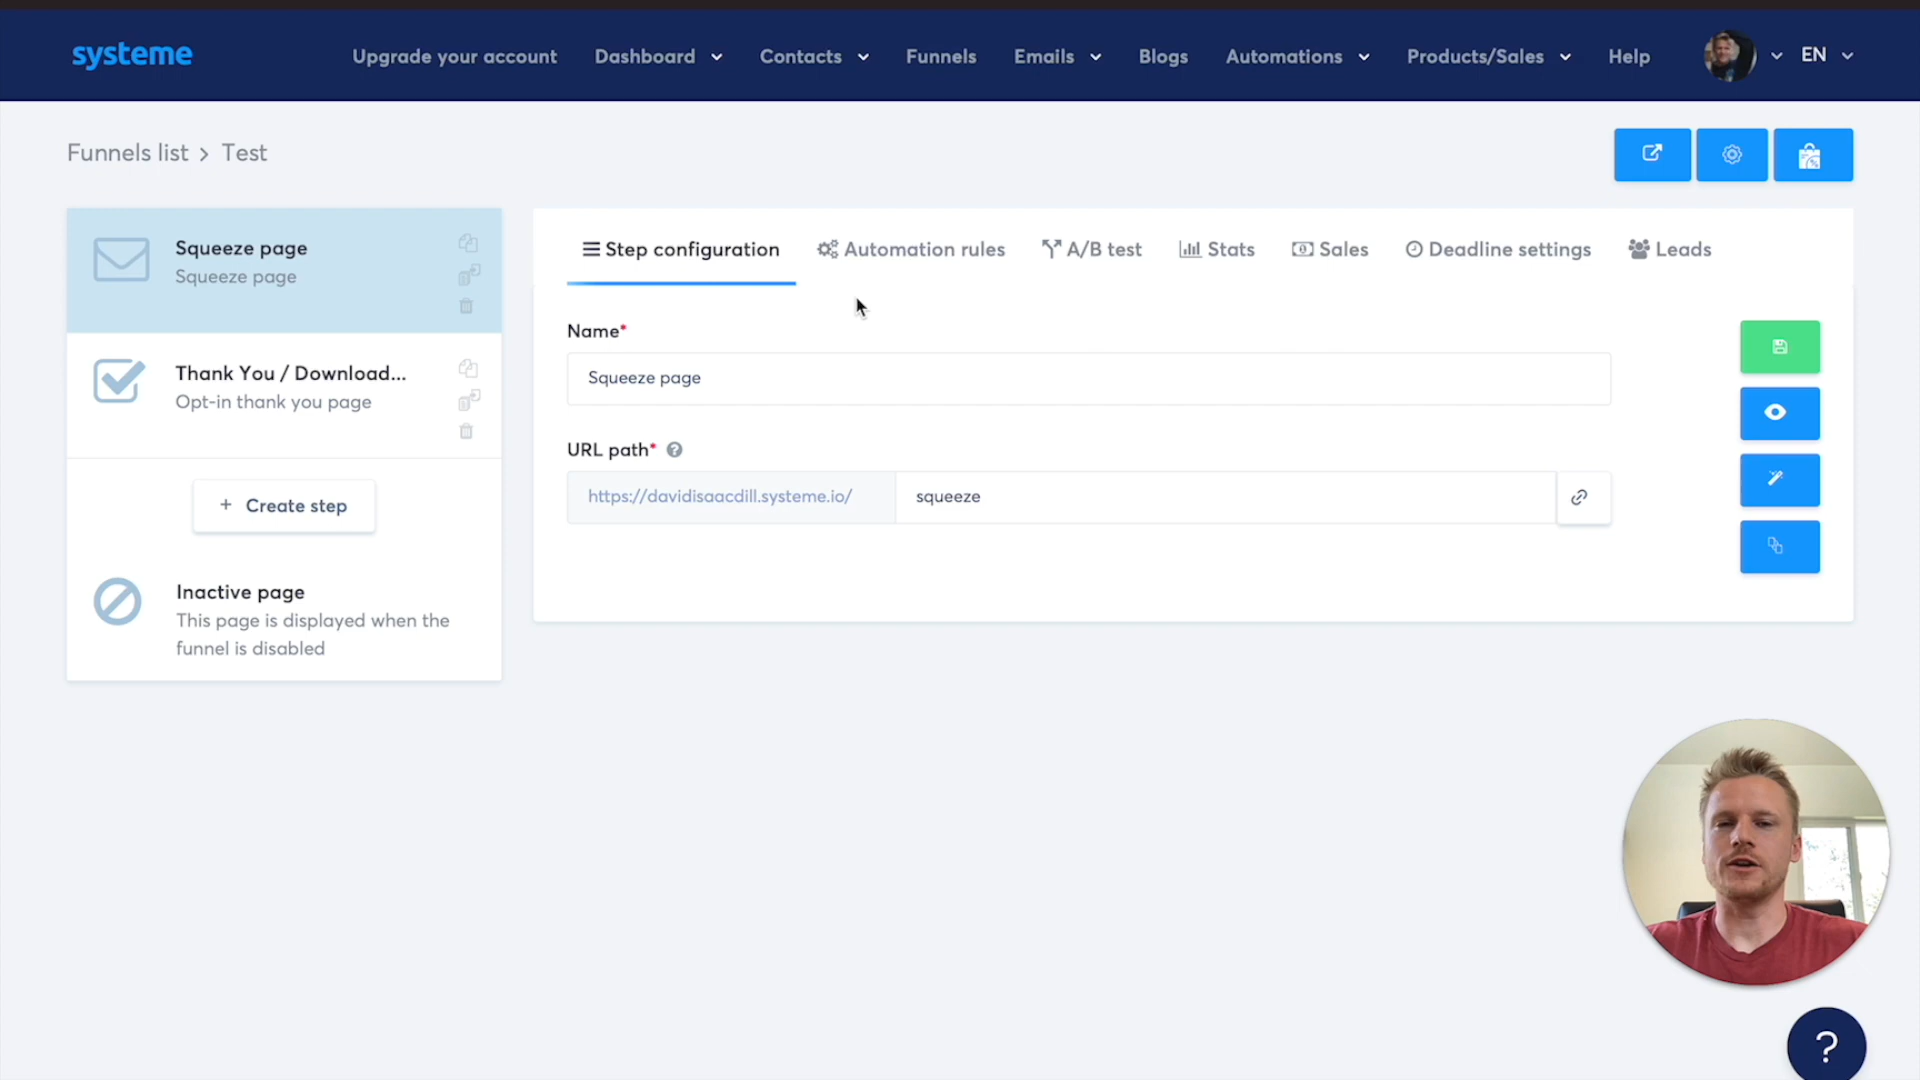 systeme
Upgrade your account Dashboard Contacts Funnels Emails Blogs Automations Products/Sales Help EN
Funnels list > Test
Squeeze page
Squeeze page
Thank You / Download...
Opt-in thank you page
+ Create step
Inactive page
This page is displayed when the
funnel is disabled
Step configuration Automation rules A/B test Stats Sales Deadline settings Leads
Name*
Squeeze page
URL path* ?
https://davidisaacdill.systeme.io/ squeeze
?